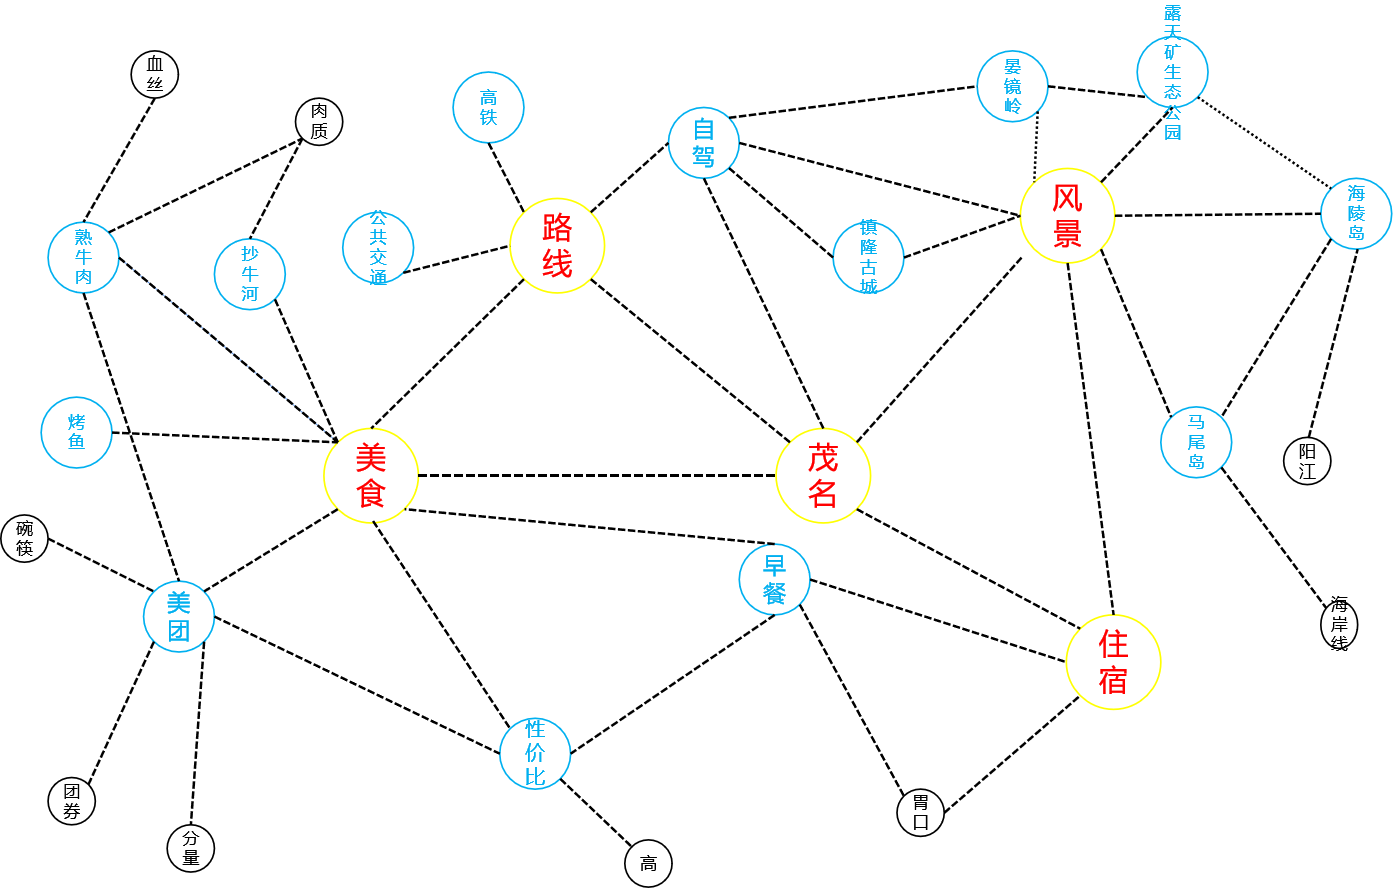 露
天
矿
生
态
公
园
血
丝
晏
镜
岭
高
铁
肉
质
自
驾
风
景
海
陵
岛
公
共
交
通
路
线
镇
隆
古
城
熟
牛
肉
抄
牛
河
烤
鱼
美
食
茂
名
马
尾
岛
阳
江
碗
筷
早
餐
美
团
海
岸
线
住
宿
性
价
比
团
券
胃
口
分
量
高